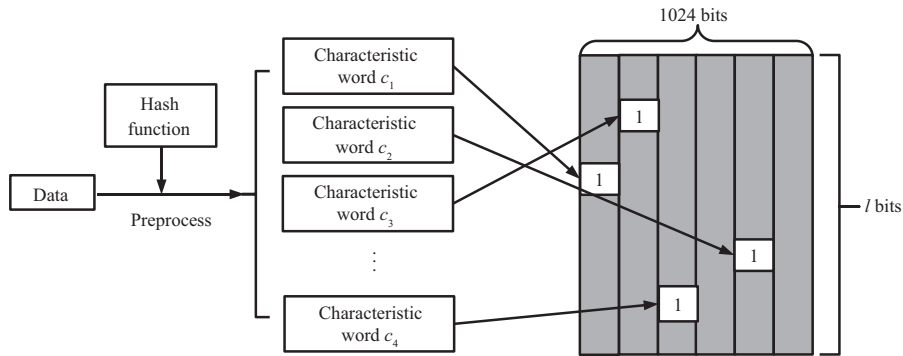 1024 bits
Characteristic
word c₁
Hash
function
Characteristic
word c₂
1
Data
Preprocess
Characteristic
word c₃
1
l bits
⋮
1
Characteristic
word c₄
1